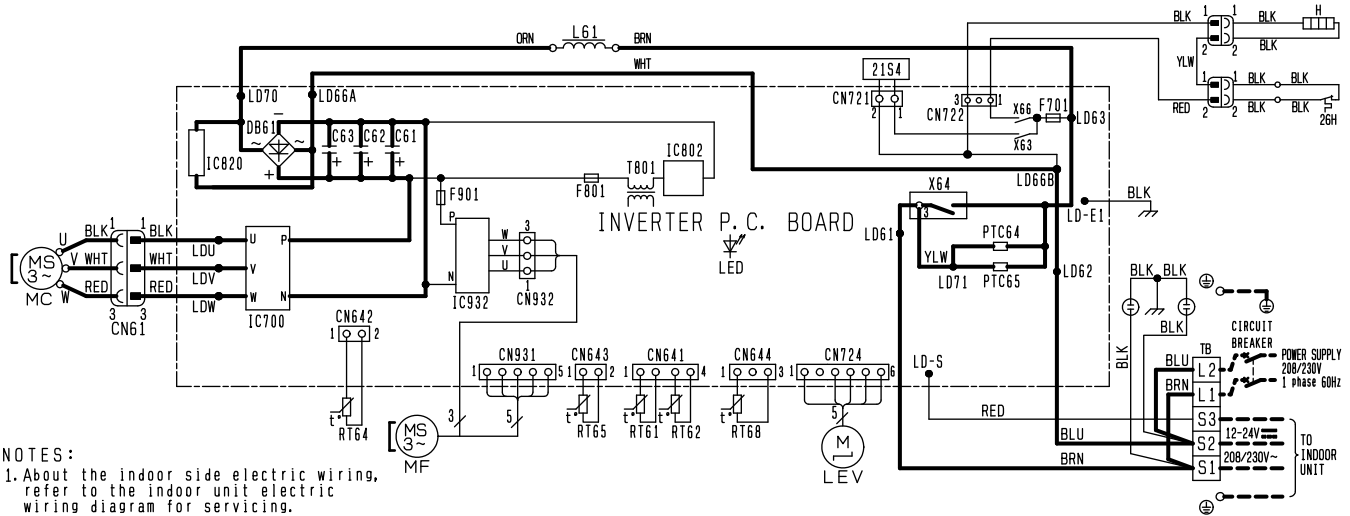 ORN L61 BRN
WHT
BLK 1 1 BLK H
2 2 BLK
YLW
RED 1 1 BLK BLK
2 2 BLK BLK
26H
21S4
CN721
2 1
3 1
CN722
X66 F701
X63
LD63
LD70 LD66A
DB61
−
~ ~
+
IC820
C63 C62 C61
+ + +
T801 IC802
F801
F901
LD66B
X64
3
LD-E1 BLK
INVERTER P.C. BOARD
LED
LD61
YLW
PTC64
PTC65
LD71
LD62
MS
3~
MC
U BLK 1 1 BLK LDU U P
V WHT WHT LDV V
W RED RED LDW W N
3 3
CN61
IC700
P
N
IC932
W 3
V
U
1
CN932
BLK BLK
BLK
BLK
CN642
1 2
t°
RT64
3
MS
3~
MF
CN931
1 5
5
CN643
1 2
t°
RT65
CN641
1 4
t° t°
RT61 RT62
CN644
1 3
t°
RT68
CN724
1 6
5
M
LEV
LD-S
RED
BLU
BRN
TB
BLU L2
BRN L1
S3
S2
S1
CIRCUIT
BREAKER
POWER SUPPLY
208/230V
1 phase 60Hz
12-24V
208/230V~
TO
INDOOR
UNIT
NOTES:
1. About the indoor side electric wiring,
refer to the indoor unit electric
wiring diagram for servicing.